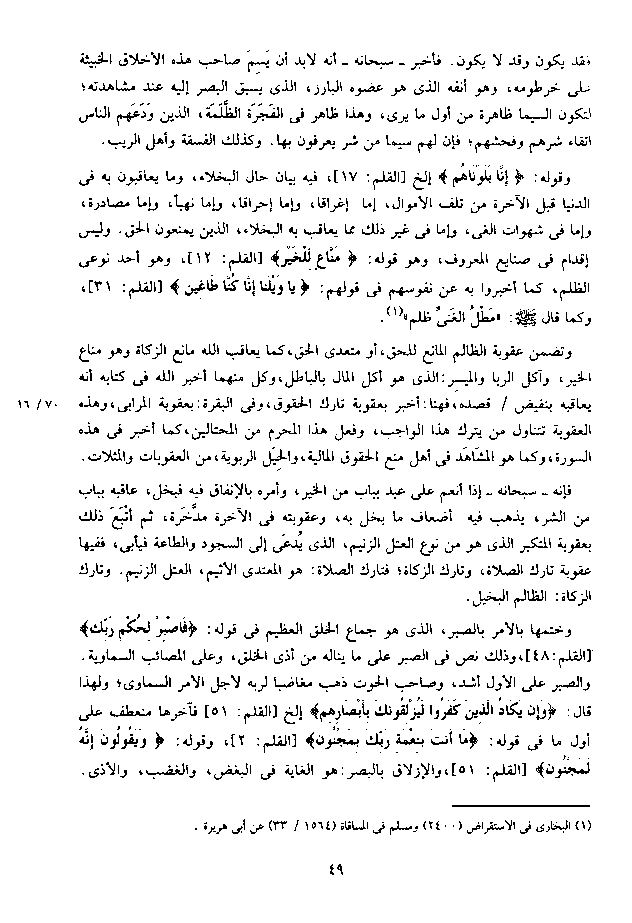 فقد يكون وقد لا يكون. فأخبر ـ سبحانه ـ أنه لابد أن يَسِمَ صاحب هذه الأخلاق الخبيثة
على خرطومه، وهو أنفه الذى هو عضوه البارز، الذى يسبق البصر إليه عند مشاهدته؛
لتكون السيما ظاهرة من أول ما يرى، وهذا ظاهر فى الفَجَرَة الظَّلَمَة، الذين وَدَعَهم الناس
اتقاء شرهم وفحشهم؛ فإن لهم سيما من شر يعرفون بها. وكذلك الفسقة وأهل الريب.
وقوله: ﴿ إِنَّا بَلَوْنَاهُمْ ﴾ إلخ [القلم: ١٧]، فيه بيان حال البخلاء، وما يعاقبون به فى
الدنيا قبل الآخرة من تلف الأموال، إما إغراقا، وإما إحراقا، وإما نهباً، وإما مصادرة،
وإما فى شهوات الغى، وإما فى غير ذلك مما يعاقب به البخلاء، الذين يمنعون الحق. وليس
إقدام فى صنايع المعروف، وهو قوله: ﴿ مَنَّاعٍ لِّلْخَيْرِ﴾ [القلم: ١٢]، وهو أحد نوعى
الظلم، كما أخبروا به عن نفوسهم فى قولهم: ﴿ يا وَيْلَنَا إِنَّا كُنَّا طَاغِينَ ﴾ [القلم: ٣١]،
وكما قال ﷺ: «مَطْلُ الغَنىِّ ظلم»(١).
وتضمن عقوبة الظالم المانع للحق، أو متعدى الحق، كما يعاقب الله مانع الزكاة وهو مناع
الخير، وآكل الربا والميسر: الذى هو أكل المال بالباطل، وكل منهما أخبر الله فى كتابه أنه
يعاقبه بنقيض / قصده، فهنا: أخبر بعقوبة تارك الحقوق، وفى البقرة: بعقوبة المرابى، وهذه ١٦/٧٠
العقوبة تتناول من يترك هذا الواجب، وفعل هذا المحرم من المحتالين، كما أخبر فى هذه
السورة، وكما هو المشَاهَد فى أهل منع الحقوق المالية، والحِيَل الربوية، من العقوبات والمثلات.
فإنه ـ سبحانه ـ إذا أنعم على عبد بباب من الخير، وأمره بالإنفاق فيه فبخل، عاقبه بباب
من الشر، يذهب فيه أضعاف ما بخل به، وعقوبته فى الآخرة مدَّخَرة، ثم أَتْبَعَ ذلك
بعقوبة المتكبر الذى هو من نوع العتل الزنيم، الذى يُدعَى إلى السجود والطاعة فيأبى، ففيها
عقوبة تارك الصلاة، وتارك الزكاة؛ فتارك الصلاة: هو المعتدى الأثيم، العتل الزنيم. وتارك
الزكاة: الظالم البخيل.
وختمها بالأمر بالصبر، الذى هو جماع الخلق العظيم فى قوله: ﴿فَاصْبِرْ لِحُكْمِ رَبِّكَ﴾
[القلم: ٤٨]، وذلك نص فى الصبر على ما يناله من أذى الخلق، وعلى المصائب السماوية.
والصبر على الأول أشد، وصاحب الحوت ذهب مغاضبا لربه لأجل الأمر السماوى؛ ولهذا
قال: ﴿وَإِن يَكَادُ الَّذِينَ كَفَرُوا لَيُزْلِقُونَكَ بِأَبْصَارِهِم﴾ إلخ [القلم: ٥١] فآخرها منعطف على
أول ما فى قوله: ﴿مَا أَنتَ بِنِعْمَةِ رَبِّكَ بِمَجْنُونٍ﴾ [القلم: ٢]، وقوله: ﴿ وَيَقُولُونَ إِنَّهُ
لَمَجْنُون﴾ [القلم: ٥١]، والإزلاق بالبصر: هو الغاية فى البغض، والغضب، والأذى.
(١) البخارى فى الاستقراض (٢٤٠٠) ومسلم فى المساقاة (١٥٦٤ / ٣٣) عن أبى هريرة .
٤٩